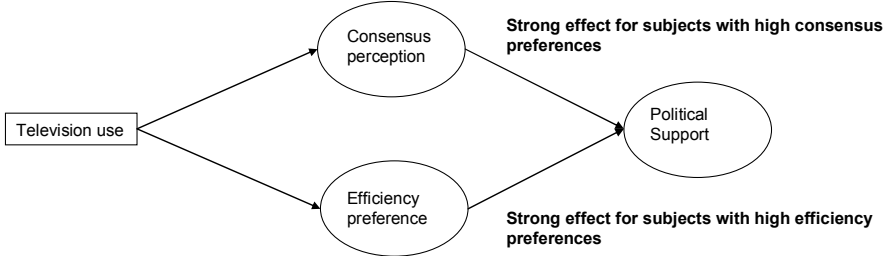 Consensus
perception
Strong effect for subjects with high consensus
preferences
Television use
Political
Support
Efficiency
preference
Strong effect for subjects with high efficiency
preferences